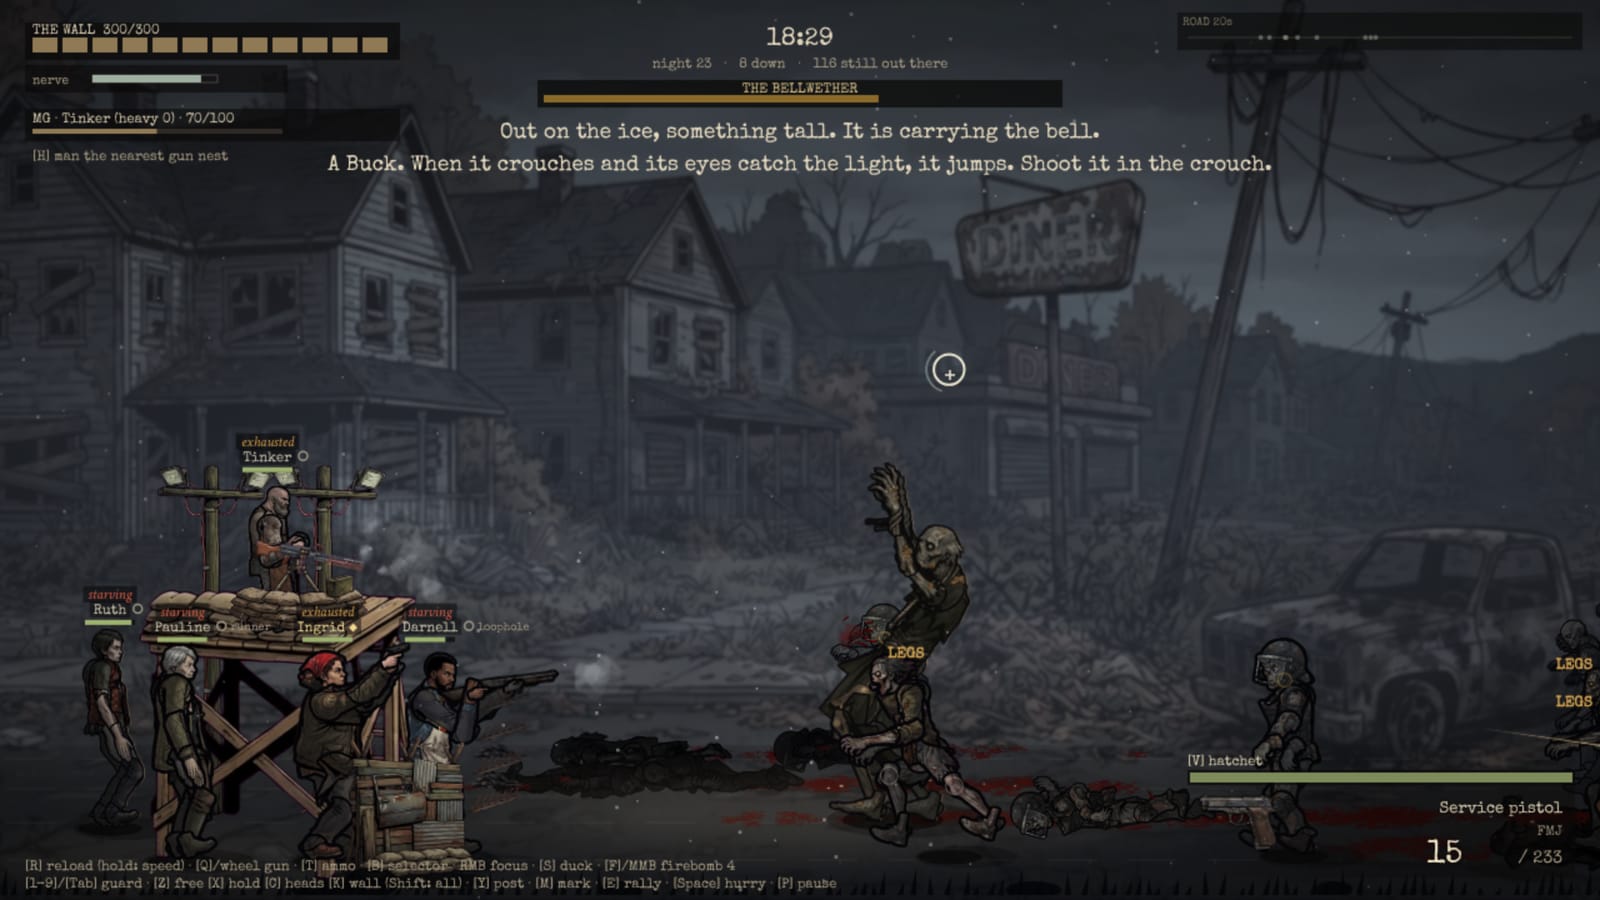 THE WALL 300/300
nerve
MG · Tinker (heavy 0) · 70/100
[H] man the nearest gun nest
18:29
night 23 · 8 down · 116 still out there
THE BELLWETHER
Out on the ice, something tall. It is carrying the bell.
A Buck. When it crouches and its eyes catch the light, it jumps. Shoot it in the crouch.
ROAD 20s
DINER
DINER
exhausted
Tinker
starving
Ruth
starving
Pauline runner
exhausted
Ingrid
starving
Darnell loophole
LEGS
LEGS
LEGS
[V] hatchet
Service pistol
FMJ
15 / 233
[R] reload (hold: speed) · [Q]/wheel gun · [T] ammo · [B] selector · RMB focus · [S] duck · [F]/MMB firebomb 4
[1-9]/[Tab] guard · [Z] free [X] hold [C] heads [K] wall (Shift: all) · [Y] post · [M] mark · [E] rally · [Space] hurry · [P] pause